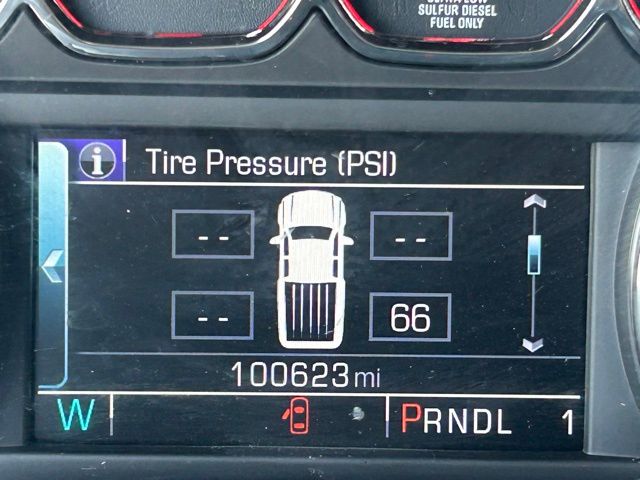 SULFUR DIESEL
FUEL ONLY
i Tire Pressure (PSI)
-- --
-- 66
100623 mi
W PRNDL 1